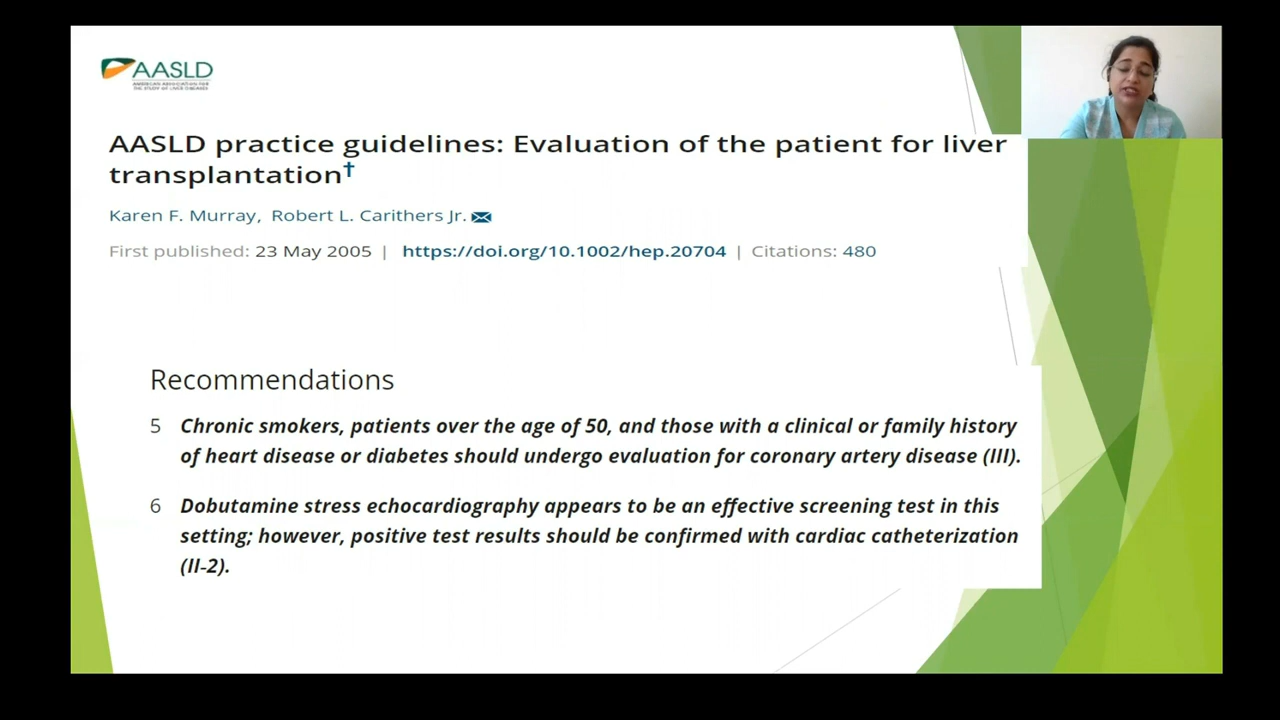 AASLD
AMERICAN ASSOCIATION FOR
THE STUDY OF LIVER DISEASES
AASLD practice guidelines: Evaluation of the patient for liver
transplantation†
Karen F. Murray, Robert L. Carithers Jr.
First published: 23 May 2005 | https://doi.org/10.1002/hep.20704 | Citations: 480
Recommendations
5 Chronic smokers, patients over the age of 50, and those with a clinical or family history
of heart disease or diabetes should undergo evaluation for coronary artery disease (III).
6 Dobutamine stress echocardiography appears to be an effective screening test in this
setting; however, positive test results should be confirmed with cardiac catheterization
(II-2).